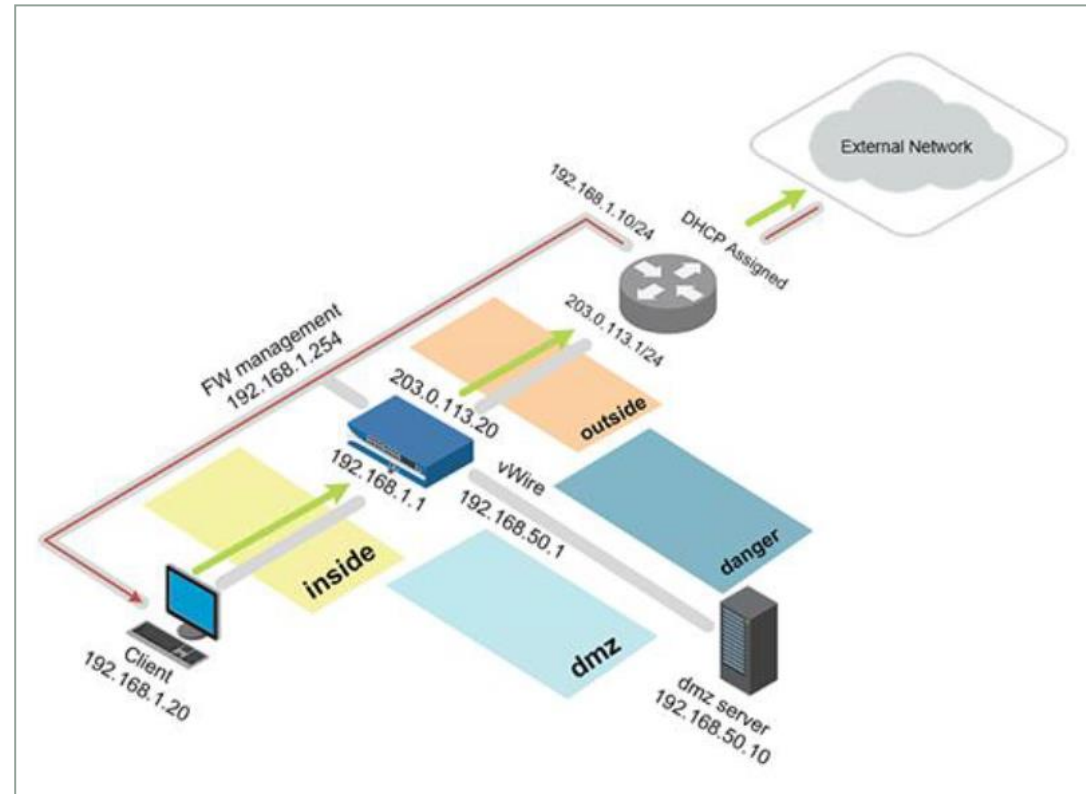 External Network
192.168.1.10/24
DHCP Assigned
203.0.113.1/24
FW management
192.168.1.254
203.0.113.20
outside
192.168.1.1
vWire
192.168.50.1
danger
inside
dmz
Client
192.168.1.20
dmz server
192.168.50.10